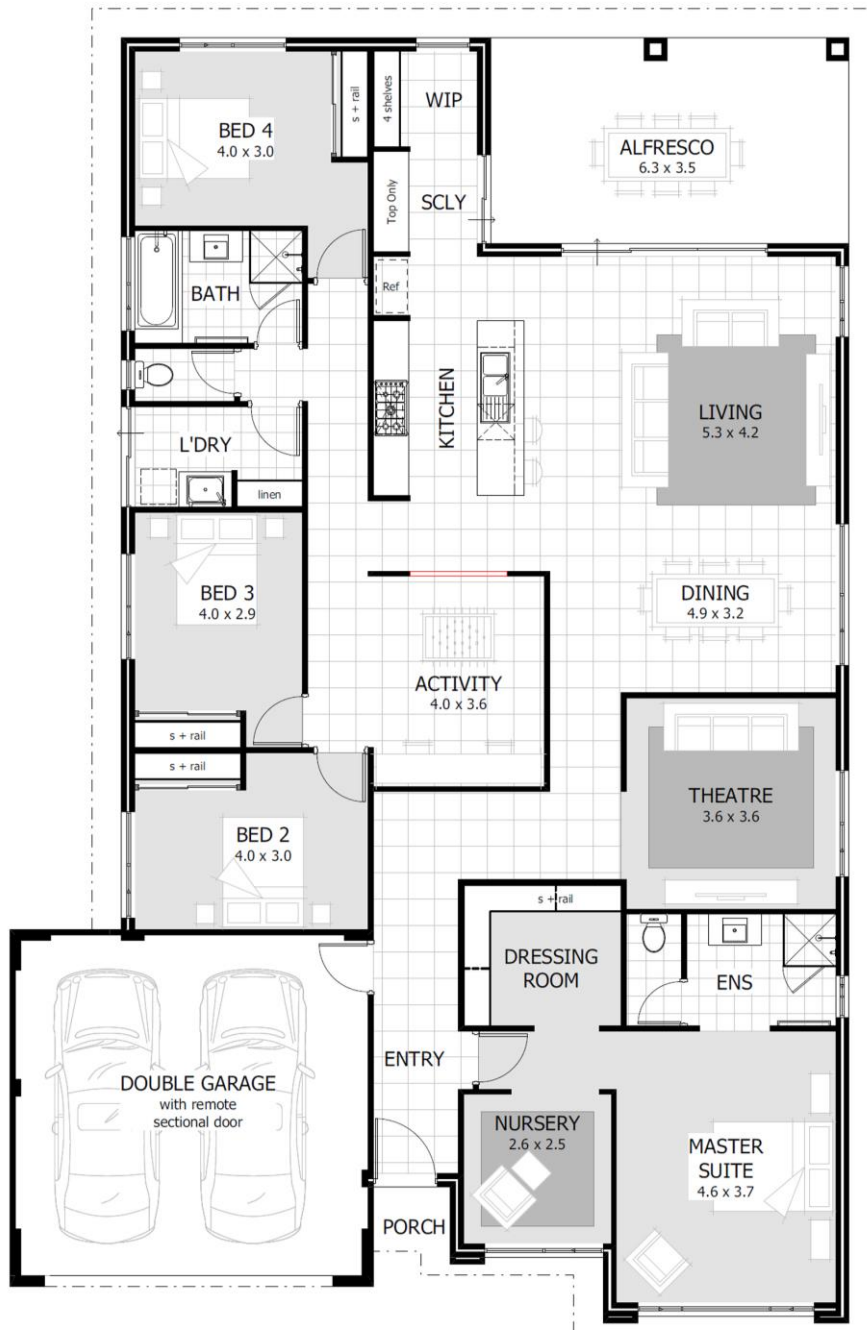 BED 4
4.0 x 3.0
s + rail
4 shelves
WIP
ALFRESCO
6.3 x 3.5
Top Only
SCLY
BATH
Ref
KITCHEN
LIVING
5.3 x 4.2
L'DRY
linen
BED 3
4.0 x 2.9
DINING
4.9 x 3.2
ACTIVITY
4.0 x 3.6
s + rail
s + rail
THEATRE
3.6 x 3.6
BED 2
4.0 x 3.0
s + rail
DRESSING
ROOM
ENS
ENTRY
DOUBLE GARAGE
with remote
sectional door
NURSERY
2.6 x 2.5
MASTER
SUITE
4.6 x 3.7
PORCH